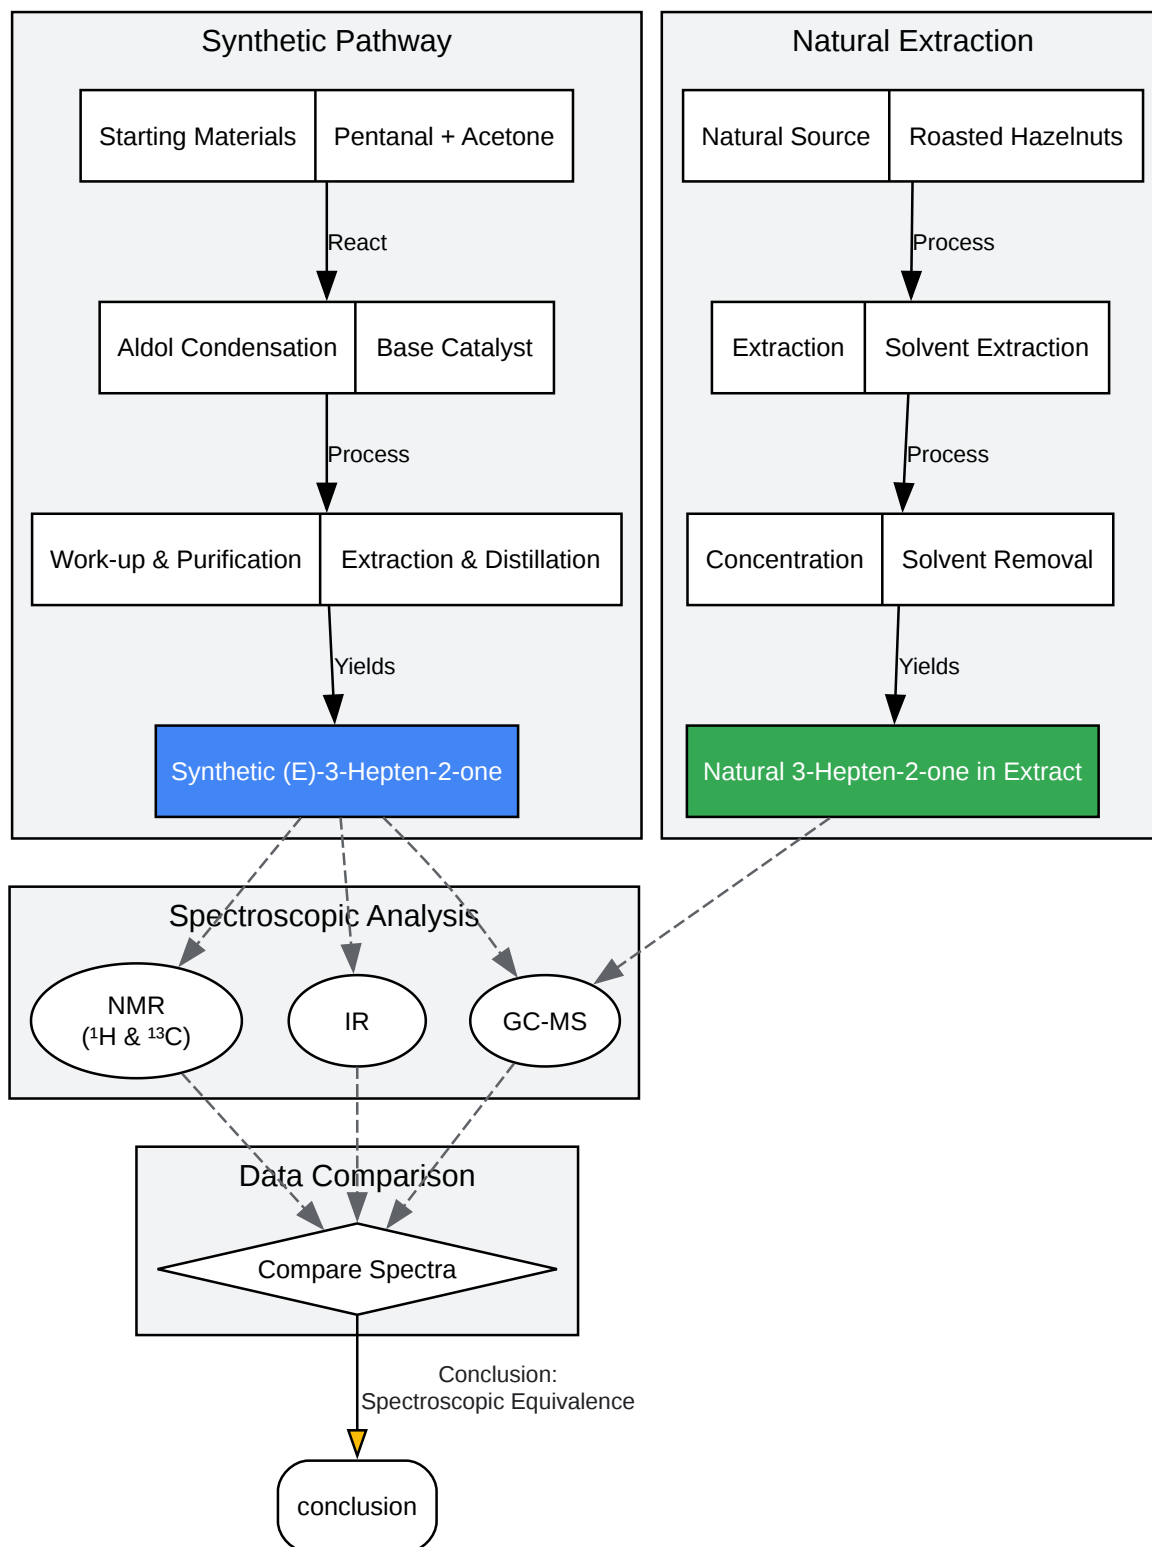 Synthetic Pathway
Starting Materials
Pentanal + Acetone
React
Aldol Condensation
Base Catalyst
Process
Work-up & Purification
Extraction & Distillation
Yields
Synthetic (E)-3-Hepten-2-one
Natural Extraction
Natural Source
Roasted Hazelnuts
Process
Extraction
Solvent Extraction
Process
Concentration
Solvent Removal
Yields
Natural 3-Hepten-2-one in Extract
Spectroscopic Analysis
NMR
(¹H & ¹³C)
IR
GC-MS
Data Comparison
Compare Spectra
Conclusion:
Spectroscopic Equivalence
conclusion